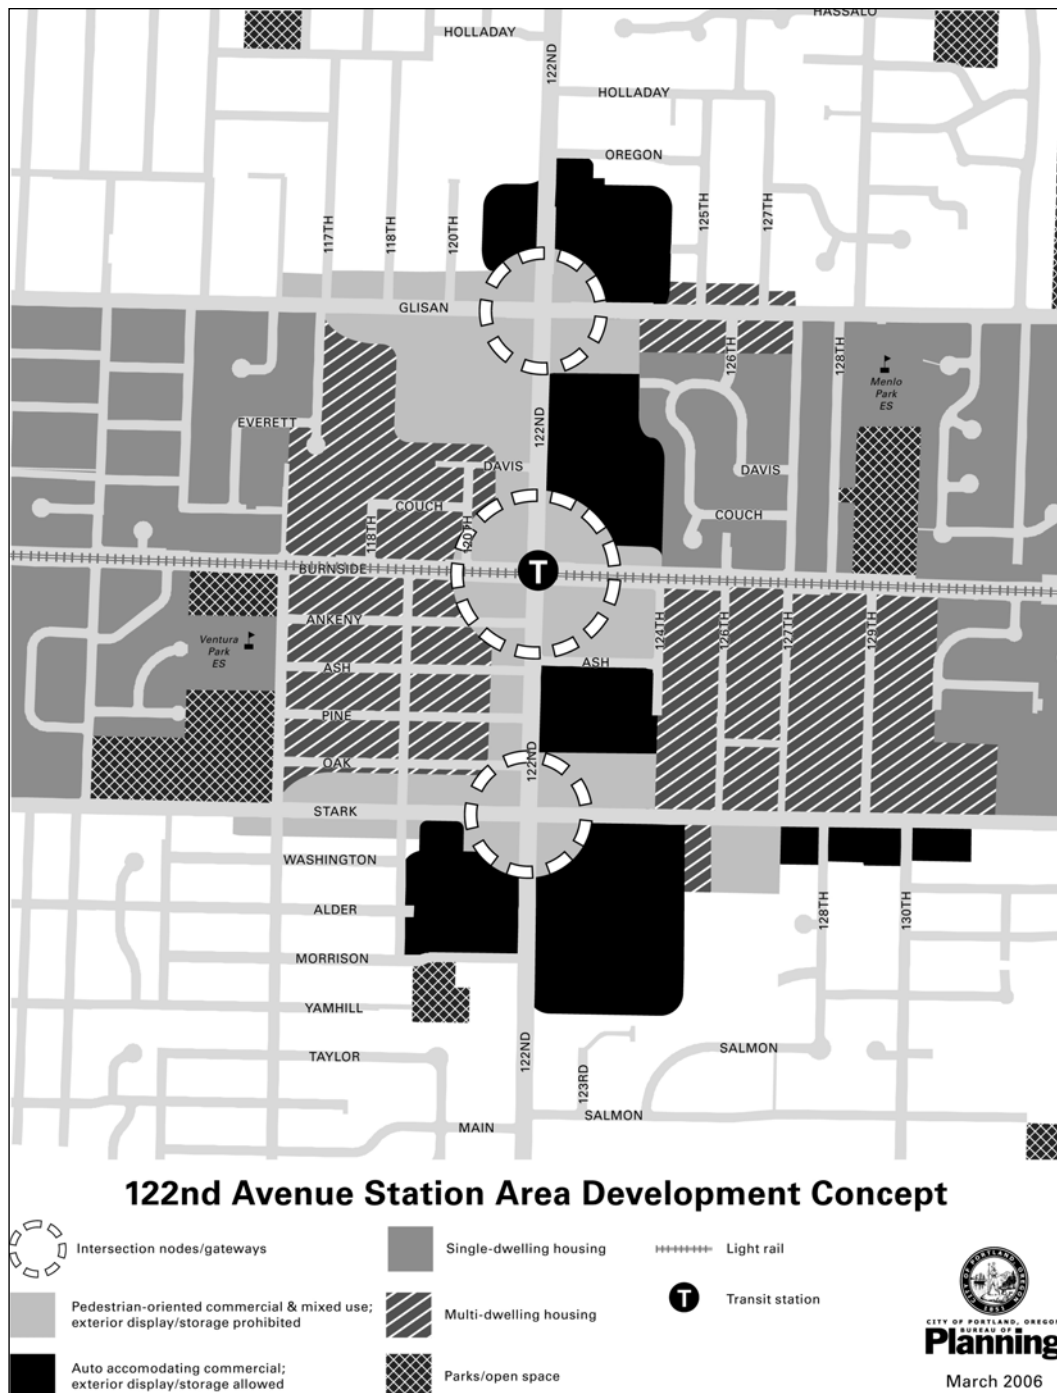 HASSALO
HOLLADAY
122ND
HOLLADAY
OREGON
117TH
118TH
120TH
125TH
127TH
GLISAN
126TH
128TH
Menlo
Park
ES
EVERETT
122ND
DAVIS
DAVIS
COUCH
COUCH
118TH
120TH
T
BURNSIDE
ANKENY
124TH
126TH
127TH
129TH
Ventura
Park
ES
ASH
ASH
PINE
122ND
OAK
STARK
WASHINGTON
ALDER
128TH
130TH
MORRISON
YAMHILL
TAYLOR
122ND
SALMON
123RD
SALMON
MAIN
122nd Avenue Station Area Development Concept
Intersection nodes/gateways
Single-dwelling housing
Light rail
Pedestrian-oriented commercial & mixed use;
exterior display/storage prohibited
Multi-dwelling housing
T
Transit station
Auto accomodating commercial;
exterior display/storage allowed
Parks/open space
CITY OF PORTLAND, OREGON
1851
CITY OF PORTLAND, OREGON
BUREAU OF
Planning
March 2006